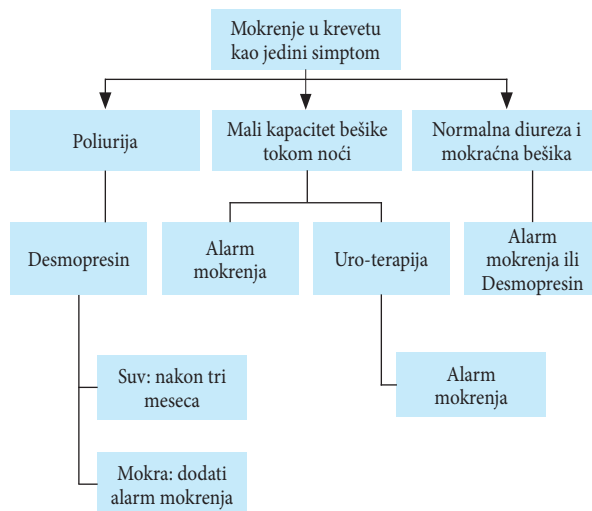 Mokrenje u krevetu
kao jedini simptom
Poliurija
Mali kapacitet bešike
tokom noći
Normalna diureza i
mokraćna bešika
Desmopresin
Alarm
mokrenja
Uro-terapija
Alarm
mokrenja ili
Desmopresin
Suv: nakon tri
meseca
Alarm
mokrenja
Mokra: dodati
alarm mokrenja